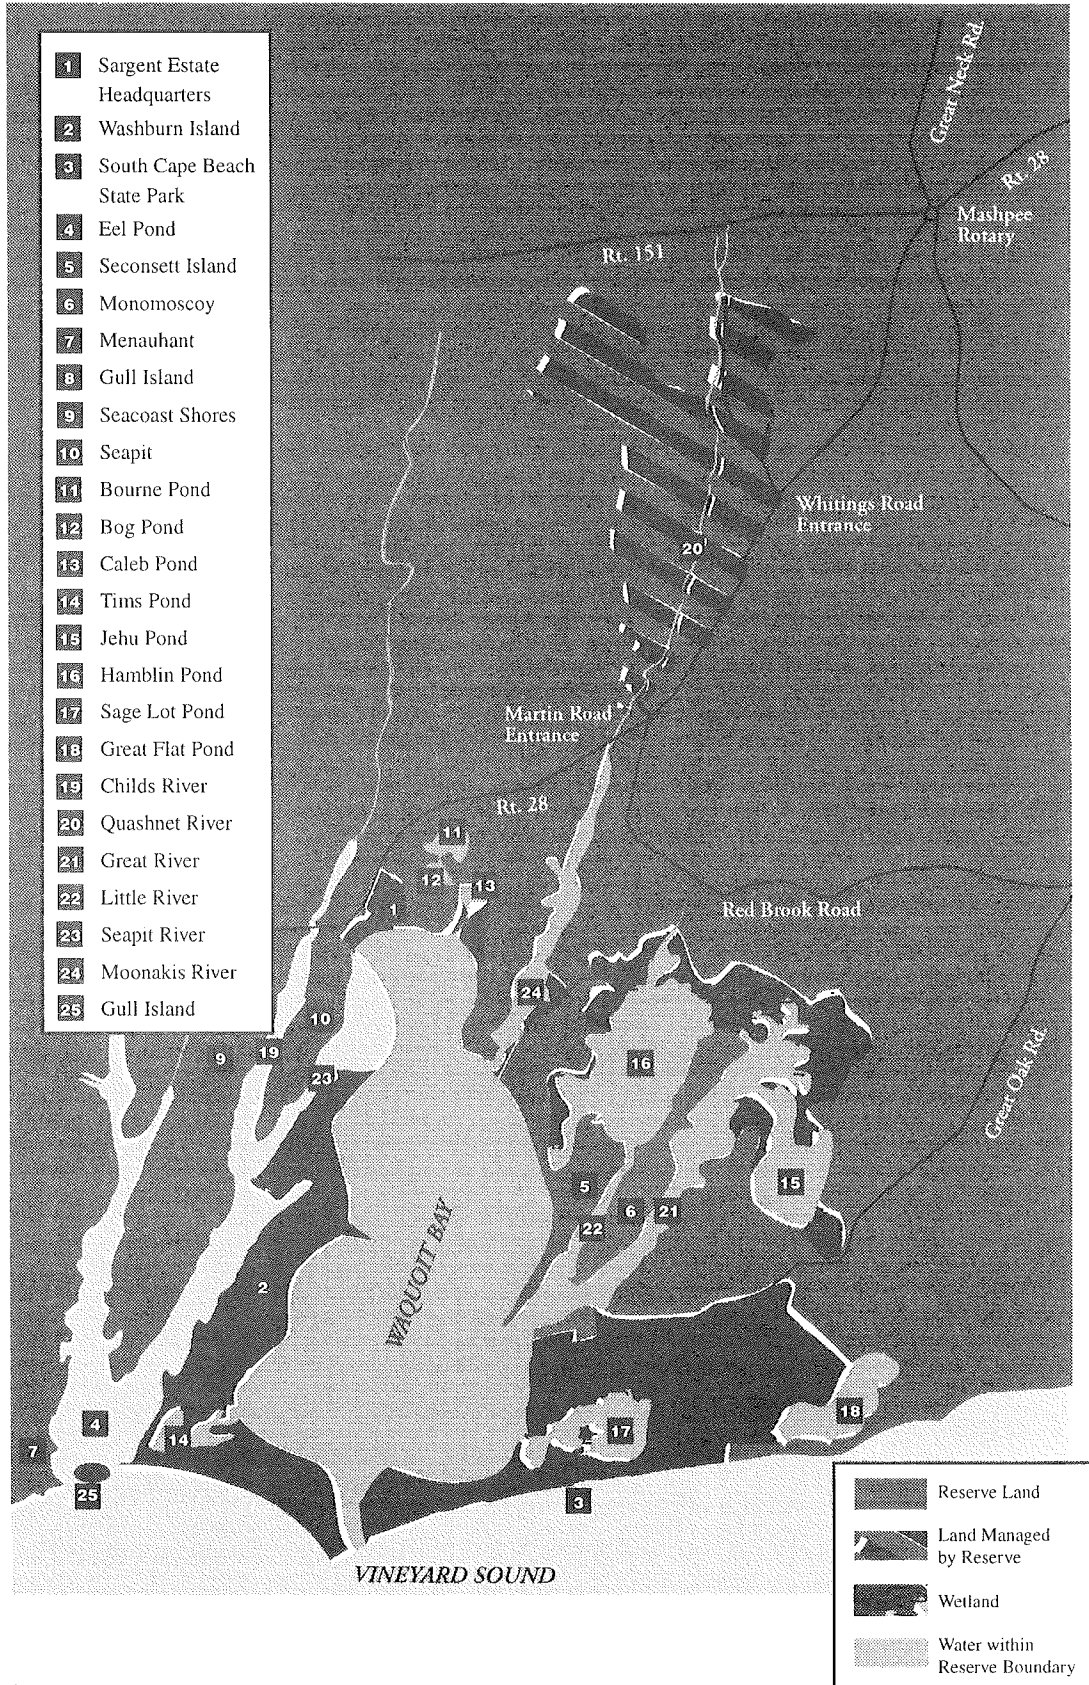 1 Sargent Estate
Headquarters
2 Washburn Island
3 South Cape Beach
State Park
4 Eel Pond
5 Seconsett Island
6 Monomoscoy
7 Menauhant
8 Gull Island
9 Seacoast Shores
10 Seapit
11 Bourne Pond
12 Bog Pond
13 Caleb Pond
14 Tims Pond
15 Jehu Pond
16 Hamblin Pond
17 Sage Lot Pond
18 Great Flat Pond
19 Childs River
20 Quashnet River
21 Great River
22 Little River
23 Seapit River
24 Moonakis River
25 Gull Island
Great Neck Rd.
Rt. 28
Mashpee
Rotary
Rt. 151
Whitings Road
Entrance
20
Martin Road
Entrance
Rt. 28
11
12
13
1
Red Brook Road
24
10
9
19
23
16
Great Oak Rd.
5
15
6
21
22
2
WAQUOIT BAY
4
7
14
17
18
25
3
VINEYARD SOUND
Reserve Land
Land Managed
by Reserve
Wetland
Water within
Reserve Boundary